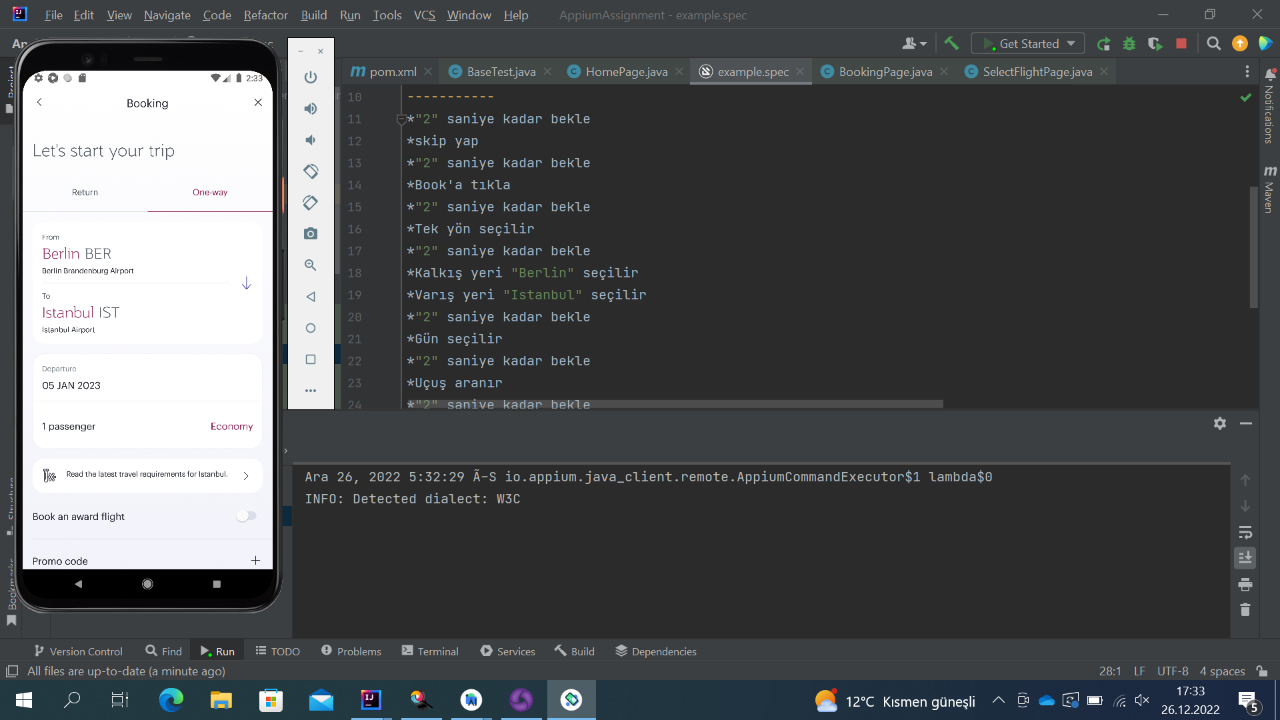 File Edit View Navigate Code Refactor Build Run Tools VCS Window Help AppiumAssignment - example.spec
Get Started
pom.xml BaseTest.java HomePage.java example.spec BookingPage.java SelectFlightPage.java
Project
2:33
Booking
Let's start your trip
Return One-way
From
Berlin BER
Berlin Brandenburg Airport
To
Istanbul IST
Istanbul Airport
Departure
05 JAN 2023
1 passenger Economy
Read the latest travel requirements for Istanbul.
Book an award flight
Promo code
10 -----------
11 *"2" saniye kadar bekle
12 *skip yap
13 *"2" saniye kadar bekle
14 *Book'a tıkla
15 *"2" saniye kadar bekle
16 *Tek yön seçilir
17 *"2" saniye kadar bekle
18 *Kalkış yeri "Berlin" seçilir
19 *Varış yeri "Istanbul" seçilir
20 *"2" saniye kadar bekle
21 *Gün seçilir
22 *"2" saniye kadar bekle
23 *Uçuş aranır
24 *"2" saniye kadar bekle
Notifications
Maven
Ara 26, 2022 5:32:29 Ã–S io.appium.java_client.remote.AppiumCommandExecutor$1 lambda$0
INFO: Detected dialect: W3C
Structure
Bookmarks
Version Control Find Run TODO Problems Terminal Services Build Dependencies
All files are up-to-date (a minute ago) 28:1 LF UTF-8 4 spaces
12°C Kısmen güneşli 17:33
26.12.2022 5